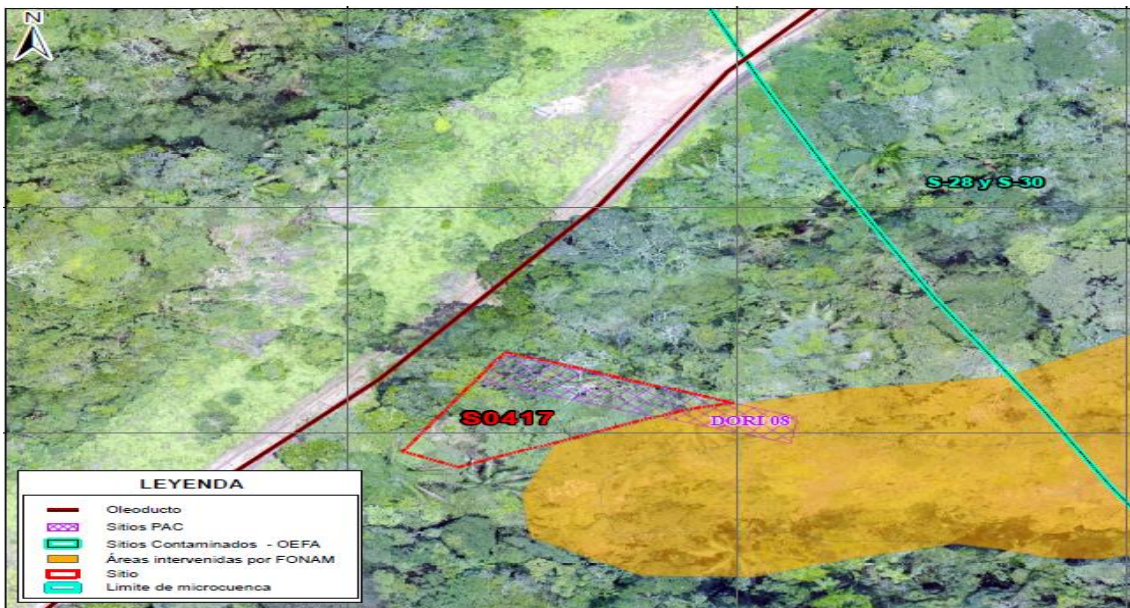 N
S-28 y S-30
S0417
DORI 08
LEYENDA
Oleoducto
Sitios PAC
Sitios Contaminados - OEFA
Áreas intervenidas por FONAM
Sitio
Limite de microcuenca